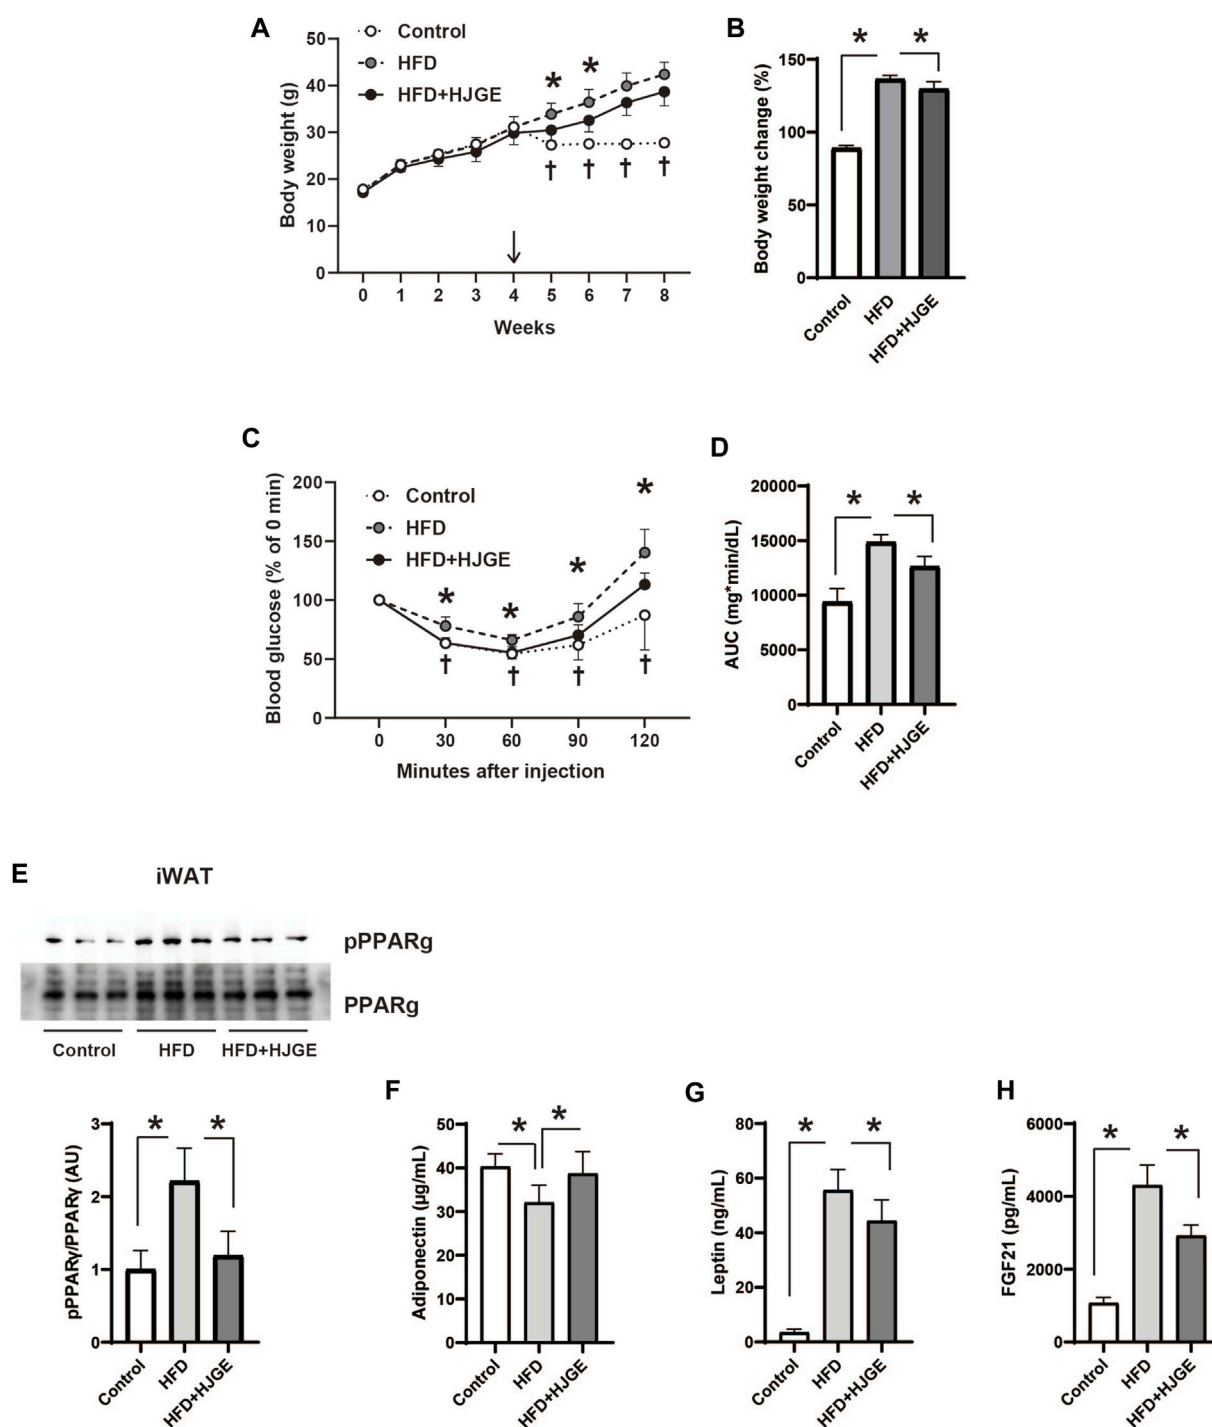 A
Control
HFD
HFD+HJGE
Body weight (g)
50
40
30
20
10
0
* *
† † † †
↓
0 1 2 3 4 5 6 7 8
Weeks
B
* *
Body weight change (%)
150
100
50
0
Control
HFD
HFD+HJGE
C
Control
HFD
HFD+HJGE
Blood glucose (% of 0 min)
200
150
100
50
0
* * * *
† † † †
0 30 60 90 120
Minutes after injection
D
* *
AUC (mg*min/dL)
20000
15000
10000
5000
0
Control
HFD
HFD+HJGE
E
iWAT
pPPARg
PPARg
Control HFD HFD+HJGE
* *
pPPARγ/PPARγ (AU)
3
2
1
0
Control
HFD
HFD+HJGE
F
* *
Adiponectin (µg/mL)
50
40
30
20
10
0
Control
HFD
HFD+HJGE
G
* *
Leptin (ng/mL)
80
60
40
20
0
Control
HFD
HFD+HJGE
H
* *
FGF21 (pg/mL)
6000
4000
2000
0
Control
HFD
HFD+HJGE